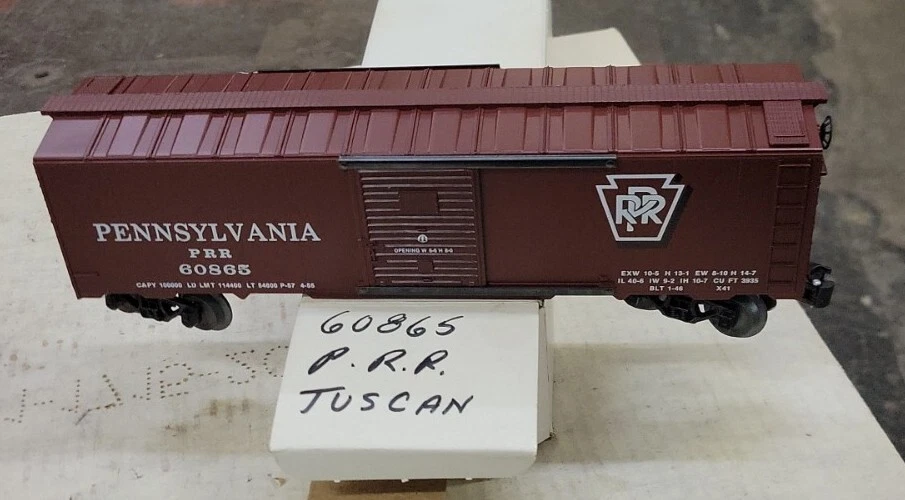 PENNSYLVANIA
PRR
60865
CAPY 100000 LD LMT 114400 LT 54600 P-57 4-55
OPENING W 6-0 H 9-9
PRR
EXW 10-5 H 13-1 EW 8-10 H 14-7
IL 40-6 IW 9-2 IH 10-7 CU FT 3935
BLT 1-46 X41
60865
P.R.R.
TUSCAN